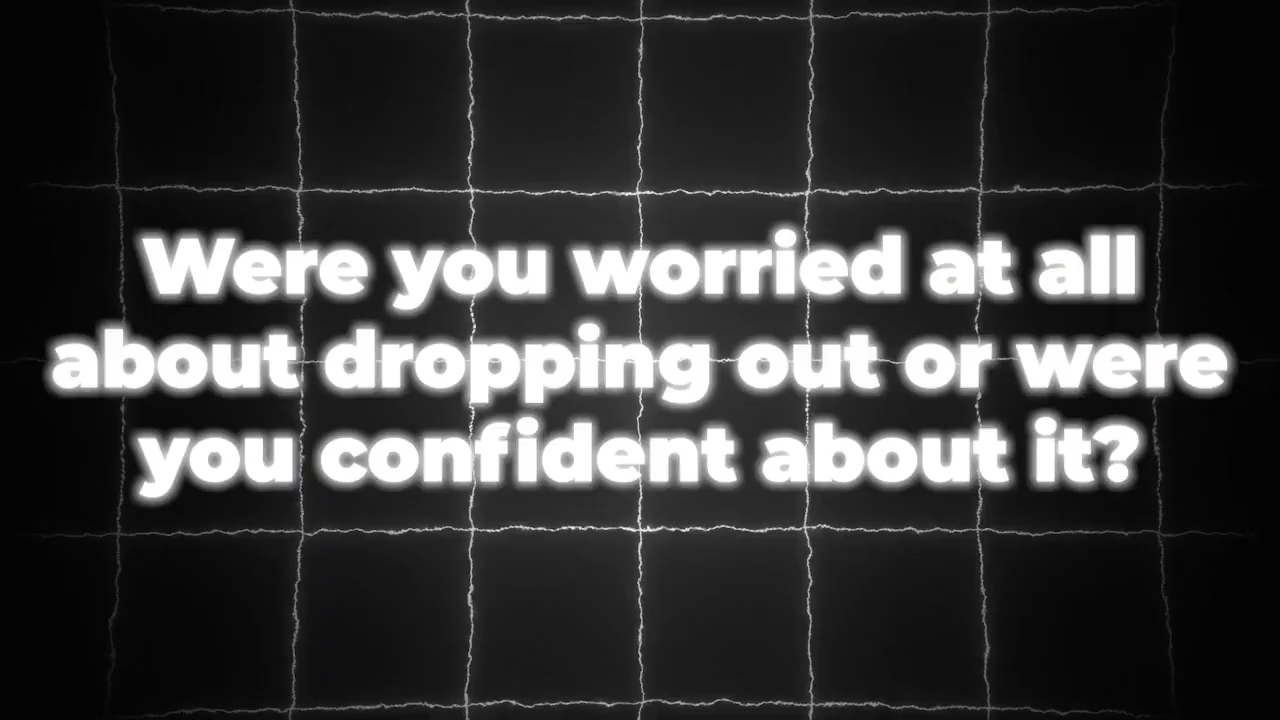 Were you worried at all
about dropping out or were
you confident about it?